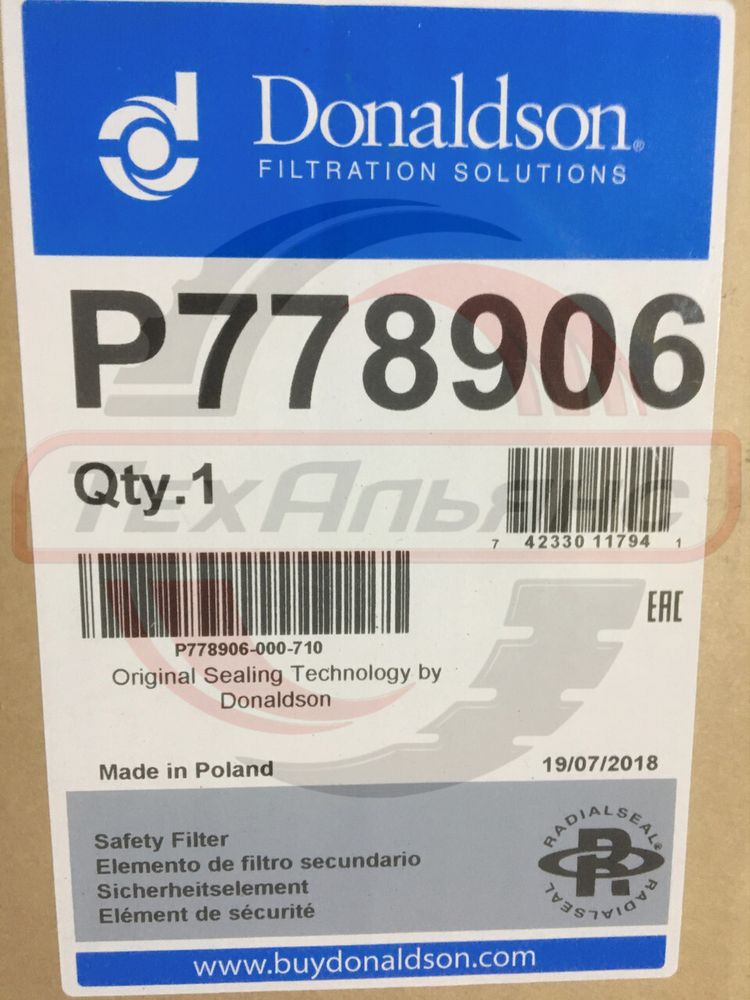 Donaldson®
FILTRATION SOLUTIONS
P778906
Qty.1
ТехАльянс
7 42330 11794 1
P778906-000-710
EAC
Original Sealing Technology by
Donaldson
Made in Poland
19/07/2018
Safety Filter
Elemento de filtro secundario
Sicherheitselement
Elément de sécurité
RADIALSEAL®
RADIALSEAL
www.buydonaldson.com